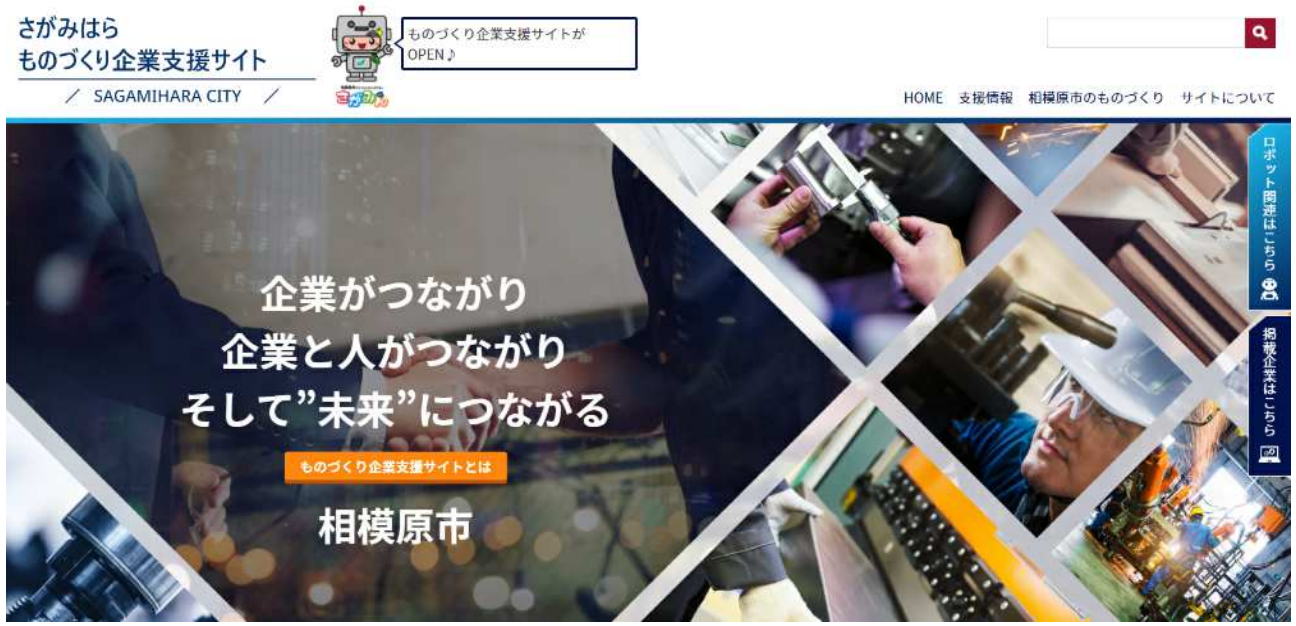 さがみはら
ものづくり企業支援サイト
／ SAGAMIHARA CITY ／
ものづくり企業支援サイトが
OPEN♪
さがみん
HOME 支援情報 相模原市のものづくり サイトについて
企業がつながり
企業と人がつながり
そして”未来”につながる
ものづくり企業支援サイトとは
相模原市
ロボット関連はこちら
掲載企業はこちら